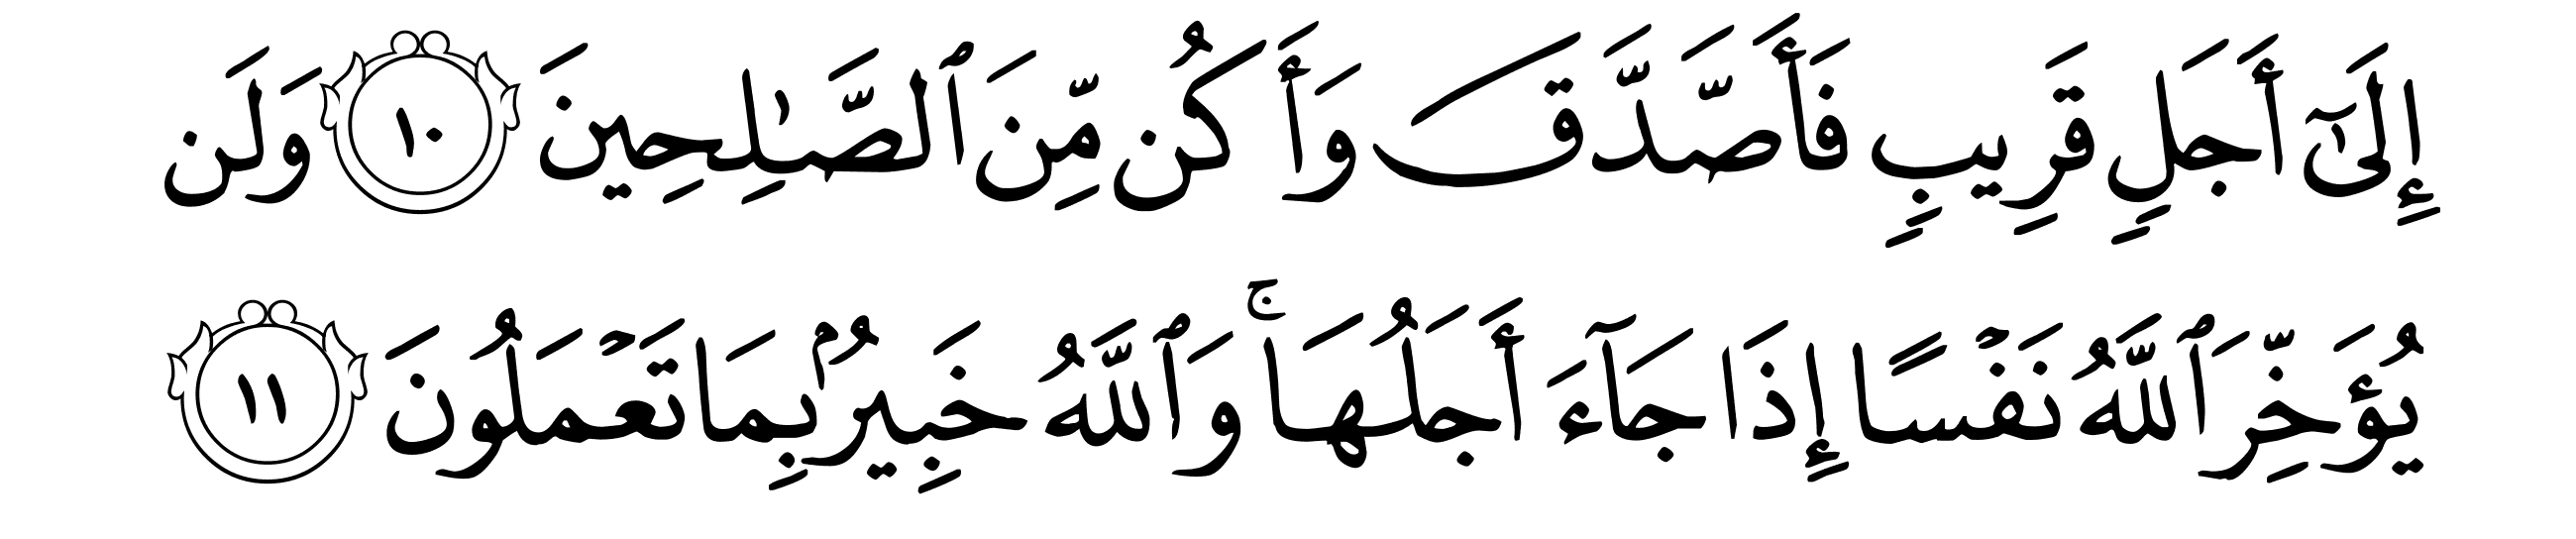 إِلَىٰٓ أَجَلٍ قَرِيبٍ فَأَصَّدَّقَ وَأَكُن مِّنَ ٱلصَّٰلِحِينَ ١٠ وَلَن
يُؤَخِّرَ ٱللَّهُ نَفۡسًا إِذَا جَآءَ أَجَلُهَاۚ وَٱللَّهُ خَبِيرُۢ بِمَا تَعۡمَلُونَ ١١